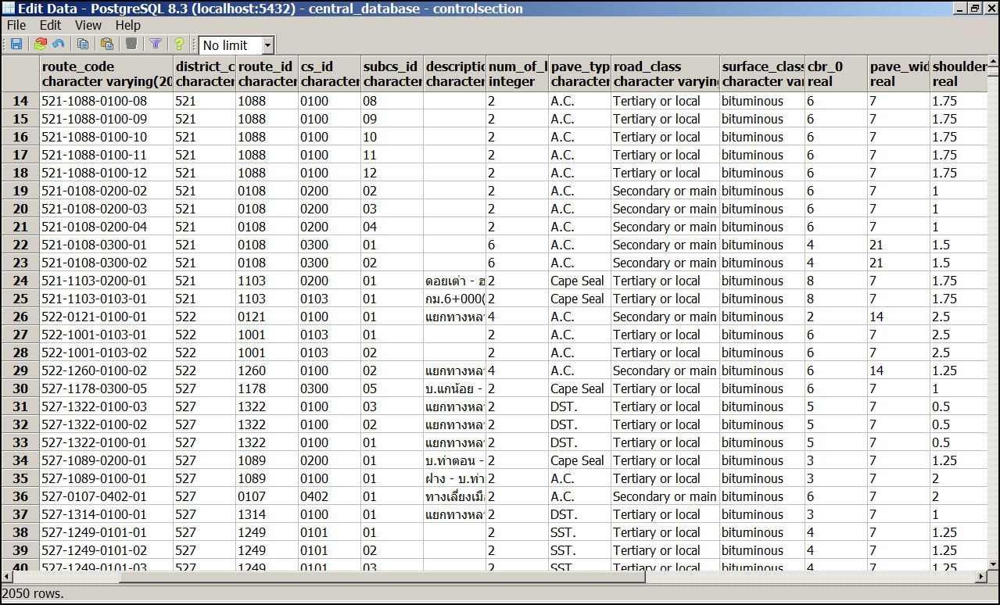 Edit Data - PostgreSQL 8.3 (localhost:5432) - central_database - controlsection
File Edit View Help
No limit
route_code district_c route_id cs_id subcs_id descriptic num_of_l pave_typ road_class surface_clas cbr_0 pave_wid shoulder
character varying(20 character character character character character integer character character varying character var real real real
14 521-1088-0100-08 521 1088 0100 08 2 A.C. Tertiary or local bituminous 6 7 1.75
15 521-1088-0100-09 521 1088 0100 09 2 A.C. Tertiary or local bituminous 6 7 1.75
16 521-1088-0100-10 521 1088 0100 10 2 A.C. Tertiary or local bituminous 6 7 1.75
17 521-1088-0100-11 521 1088 0100 11 2 A.C. Tertiary or local bituminous 6 7 1.75
18 521-1088-0100-12 521 1088 0100 12 2 A.C. Tertiary or local bituminous 6 7 1.75
19 521-0108-0200-02 521 0108 0200 02 2 A.C. Secondary or main bituminous 6 7 1
20 521-0108-0200-03 521 0108 0200 03 2 A.C. Secondary or main bituminous 6 7 1
21 521-0108-0200-04 521 0108 0200 04 2 A.C. Secondary or main bituminous 6 7 1
22 521-0108-0300-01 521 0108 0300 01 6 A.C. Secondary or main bituminous 4 21 1.5
23 521-0108-0300-02 521 0108 0300 02 6 A.C. Secondary or main bituminous 4 21 1.5
24 521-1103-0200-01 521 1103 0200 01 ดอยเต่า - ฮ 2 Cape Seal Tertiary or local bituminous 8 7 1.75
25 521-1103-0103-01 521 1103 0103 01 กม.6+000( 2 Cape Seal Tertiary or local bituminous 8 7 1.75
26 522-0121-0100-01 522 0121 0100 01 แยกทางหลา 4 A.C. Secondary or main bituminous 2 14 2.5
27 522-1001-0103-01 522 1001 0103 01 2 A.C. Tertiary or local bituminous 6 7 2.5
28 522-1001-0103-02 522 1001 0103 02 2 A.C. Tertiary or local bituminous 6 7 2.5
29 522-1260-0100-02 522 1260 0100 02 แยกทางหลา 4 A.C. Secondary or main bituminous 6 14 1.25
30 527-1178-0300-05 527 1178 0300 05 บ.แกน้อย - 2 Cape Seal Tertiary or local bituminous 6 7 1
31 527-1322-0100-03 527 1322 0100 03 แยกทางหลา 2 DST. Tertiary or local bituminous 5 7 0.5
32 527-1322-0100-02 527 1322 0100 02 แยกทางหลา 2 DST. Tertiary or local bituminous 5 7 0.5
33 527-1322-0100-01 527 1322 0100 01 แยกทางหลา 2 DST. Tertiary or local bituminous 5 7 0.5
34 527-1089-0200-01 527 1089 0200 01 บ.ท่าตอน - 2 Cape Seal Tertiary or local bituminous 3 7 1.25
35 527-1089-0100-01 527 1089 0100 01 ฝาง - บ.ท่า 2 A.C. Tertiary or local bituminous 3 7 2
36 527-0107-0402-01 527 0107 0402 01 ทางเลี่ยงเมือ 2 A.C. Secondary or main bituminous 6 7 2
37 527-1314-0100-01 527 1314 0100 01 แยกทางหลา 2 DST. Tertiary or local bituminous 3 7 1
38 527-1249-0101-01 527 1249 0101 01 2 SST. Tertiary or local bituminous 4 7 1.25
39 527-1249-0101-02 527 1249 0101 02 2 SST. Tertiary or local bituminous 4 7 1.25
40 527-1249-0101-03 527 1249 0101 03 2 SST. Tertiary or local bituminous 4 7 1.25
2050 rows.